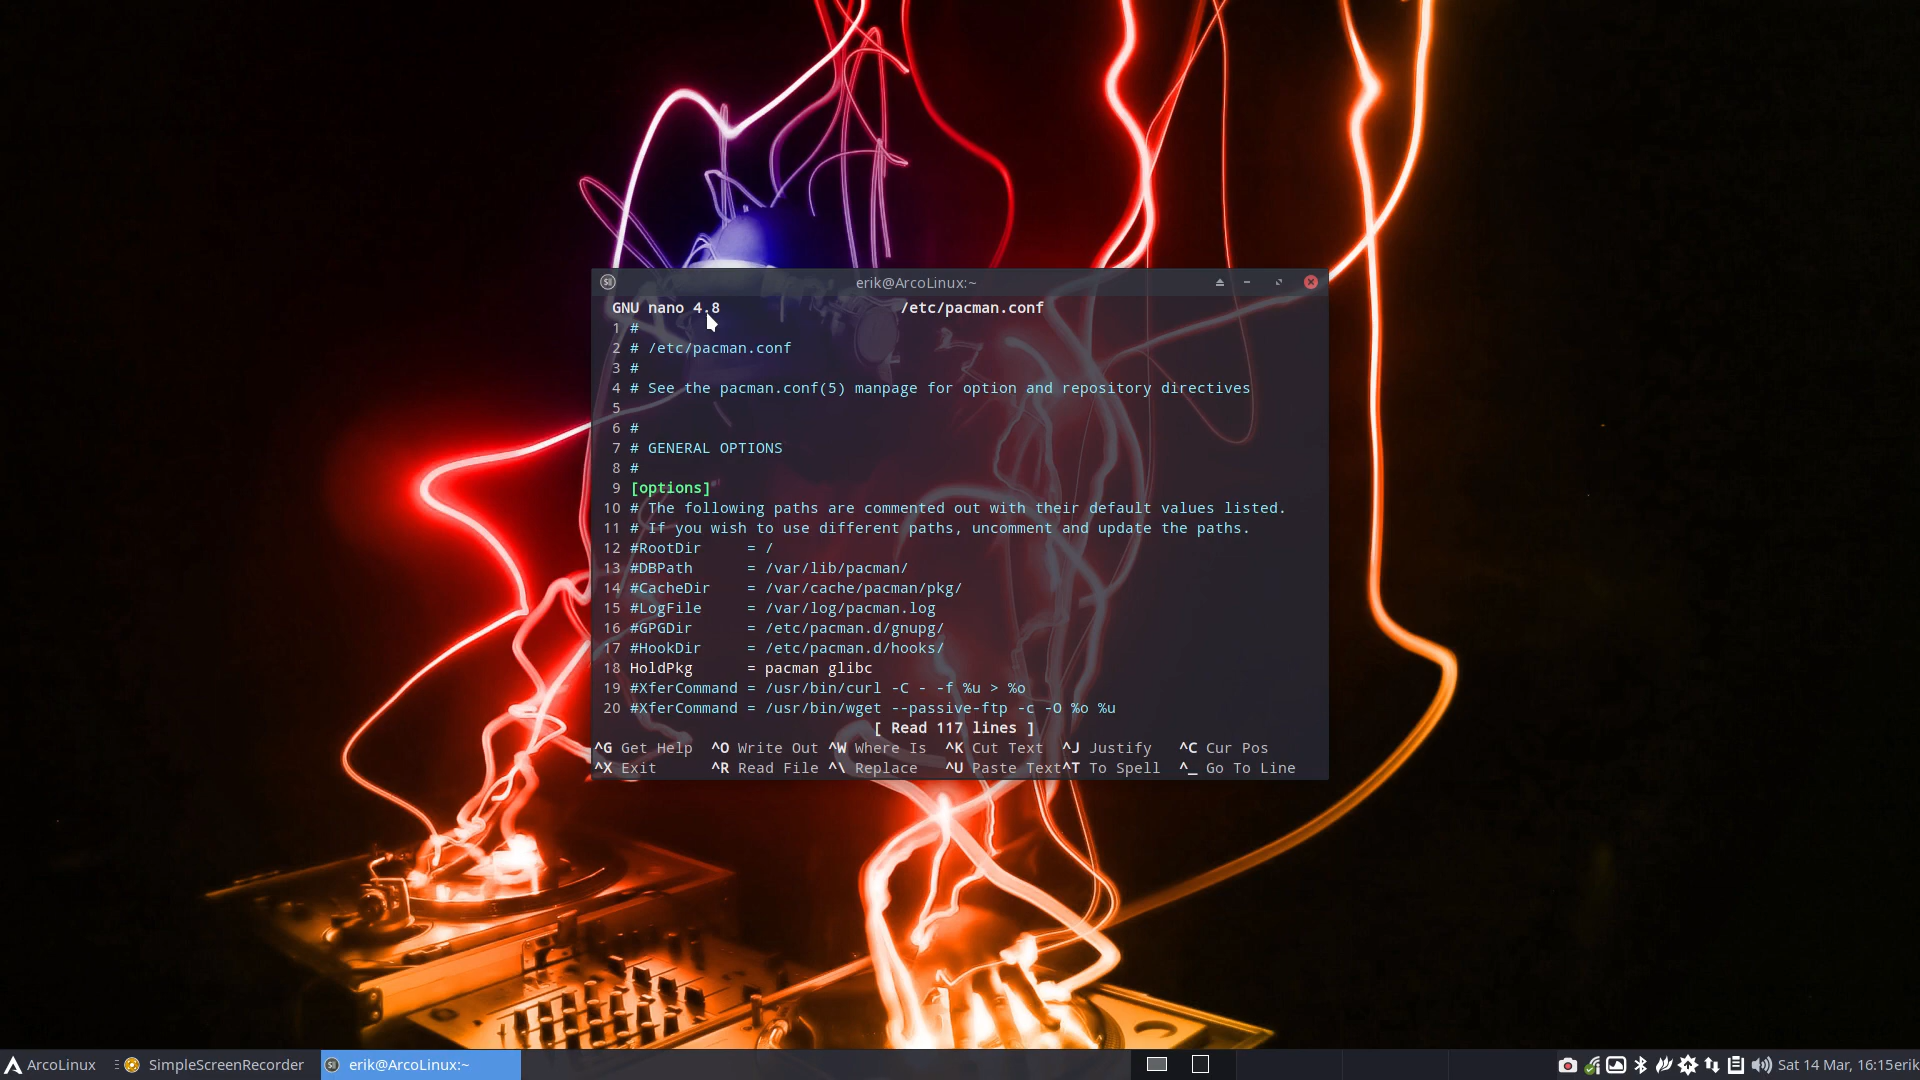 erik@ArcoLinux:~
GNU nano 4.8 /etc/pacman.conf
1 #
2 # /etc/pacman.conf
3 #
4 # See the pacman.conf(5) manpage for option and repository directives
5
6 #
7 # GENERAL OPTIONS
8 #
9 [options]
10 # The following paths are commented out with their default values listed.
11 # If you wish to use different paths, uncomment and update the paths.
12 #RootDir     = /
13 #DBPath      = /var/lib/pacman/
14 #CacheDir    = /var/cache/pacman/pkg/
15 #LogFile     = /var/log/pacman.log
16 #GPGDir      = /etc/pacman.d/gnupg/
17 #HookDir     = /etc/pacman.d/hooks/
18 HoldPkg      = pacman glibc
19 #XferCommand = /usr/bin/curl -C - -f %u > %o
20 #XferCommand = /usr/bin/wget --passive-ftp -c -O %o %u
[ Read 117 lines ]
^G Get Help  ^O Write Out ^W Where Is  ^K Cut Text  ^J Justify   ^C Cur Pos
^X Exit      ^R Read File ^\ Replace   ^U Paste Text^T To Spell  ^_ Go To Line
ArcoLinux SimpleScreenRecorder erik@ArcoLinux:~ Sat 14 Mar, 16:15erik